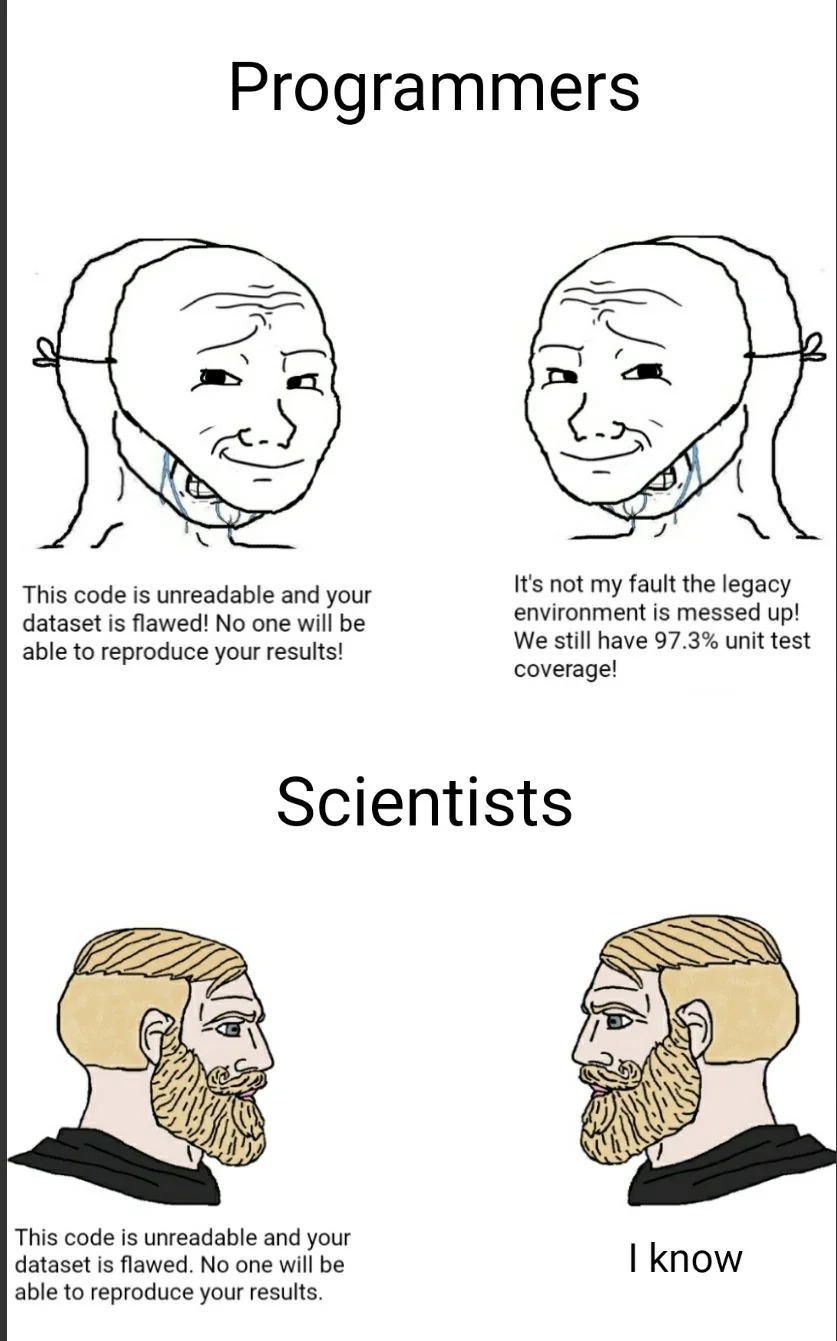 Programmers
This code is unreadable and your
dataset is flawed! No one will be
able to reproduce your results!
It's not my fault the legacy
environment is messed up!
We still have 97.3% unit test
coverage!
Scientists
This code is unreadable and your
dataset is flawed. No one will be
able to reproduce your results.
I know